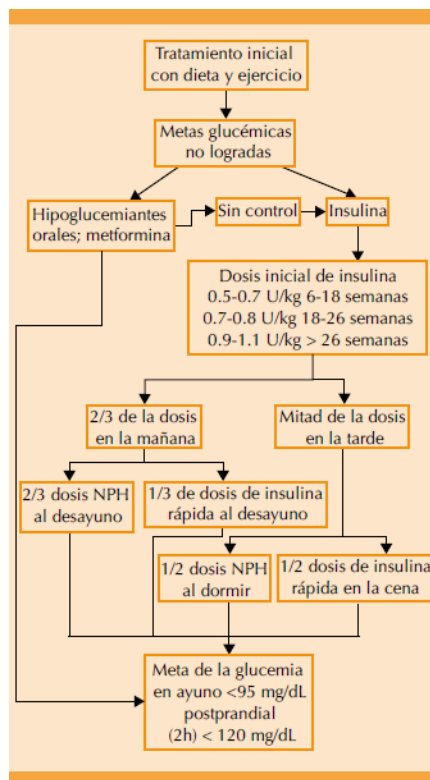 Tratamiento inicial
con dieta y ejercicio
Metas glucémicas
no logradas
Hipoglucemiantes
orales; metformina
Sin control
Insulina
Dosis inicial de insulina
0.5-0.7 U/kg 6-18 semanas
0.7-0.8 U/kg 18-26 semanas
0.9-1.1 U/kg > 26 semanas
2/3 de la dosis
en la mañana
Mitad de la dosis
en la tarde
2/3 dosis NPH
al desayuno
1/3 de dosis de insulina
rápida al desayuno
1/2 dosis NPH
al dormir
1/2 dosis de insulina
rápida en la cena
Meta de la glucemia
en ayuno <95 mg/dL
postprandial
(2h) < 120 mg/dL